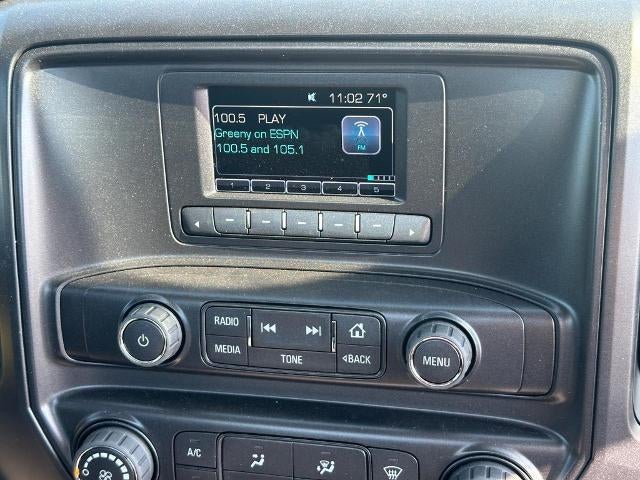 11:02 71°
100.5 PLAY
Greeny on ESPN
100.5 and 105.1
FM
1 2 3 4 5
RADIO
MEDIA
TONE
BACK
MENU
A/C